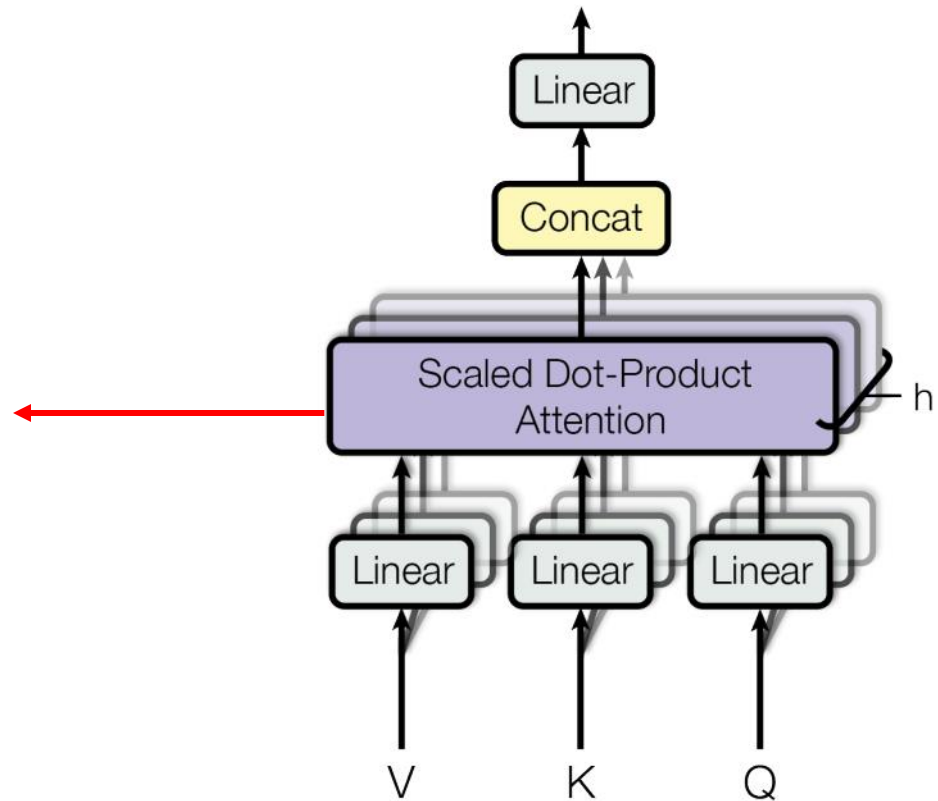 Linear
Concat
Scaled Dot-Product
Attention
h
Linear
Linear
Linear
V
K
Q